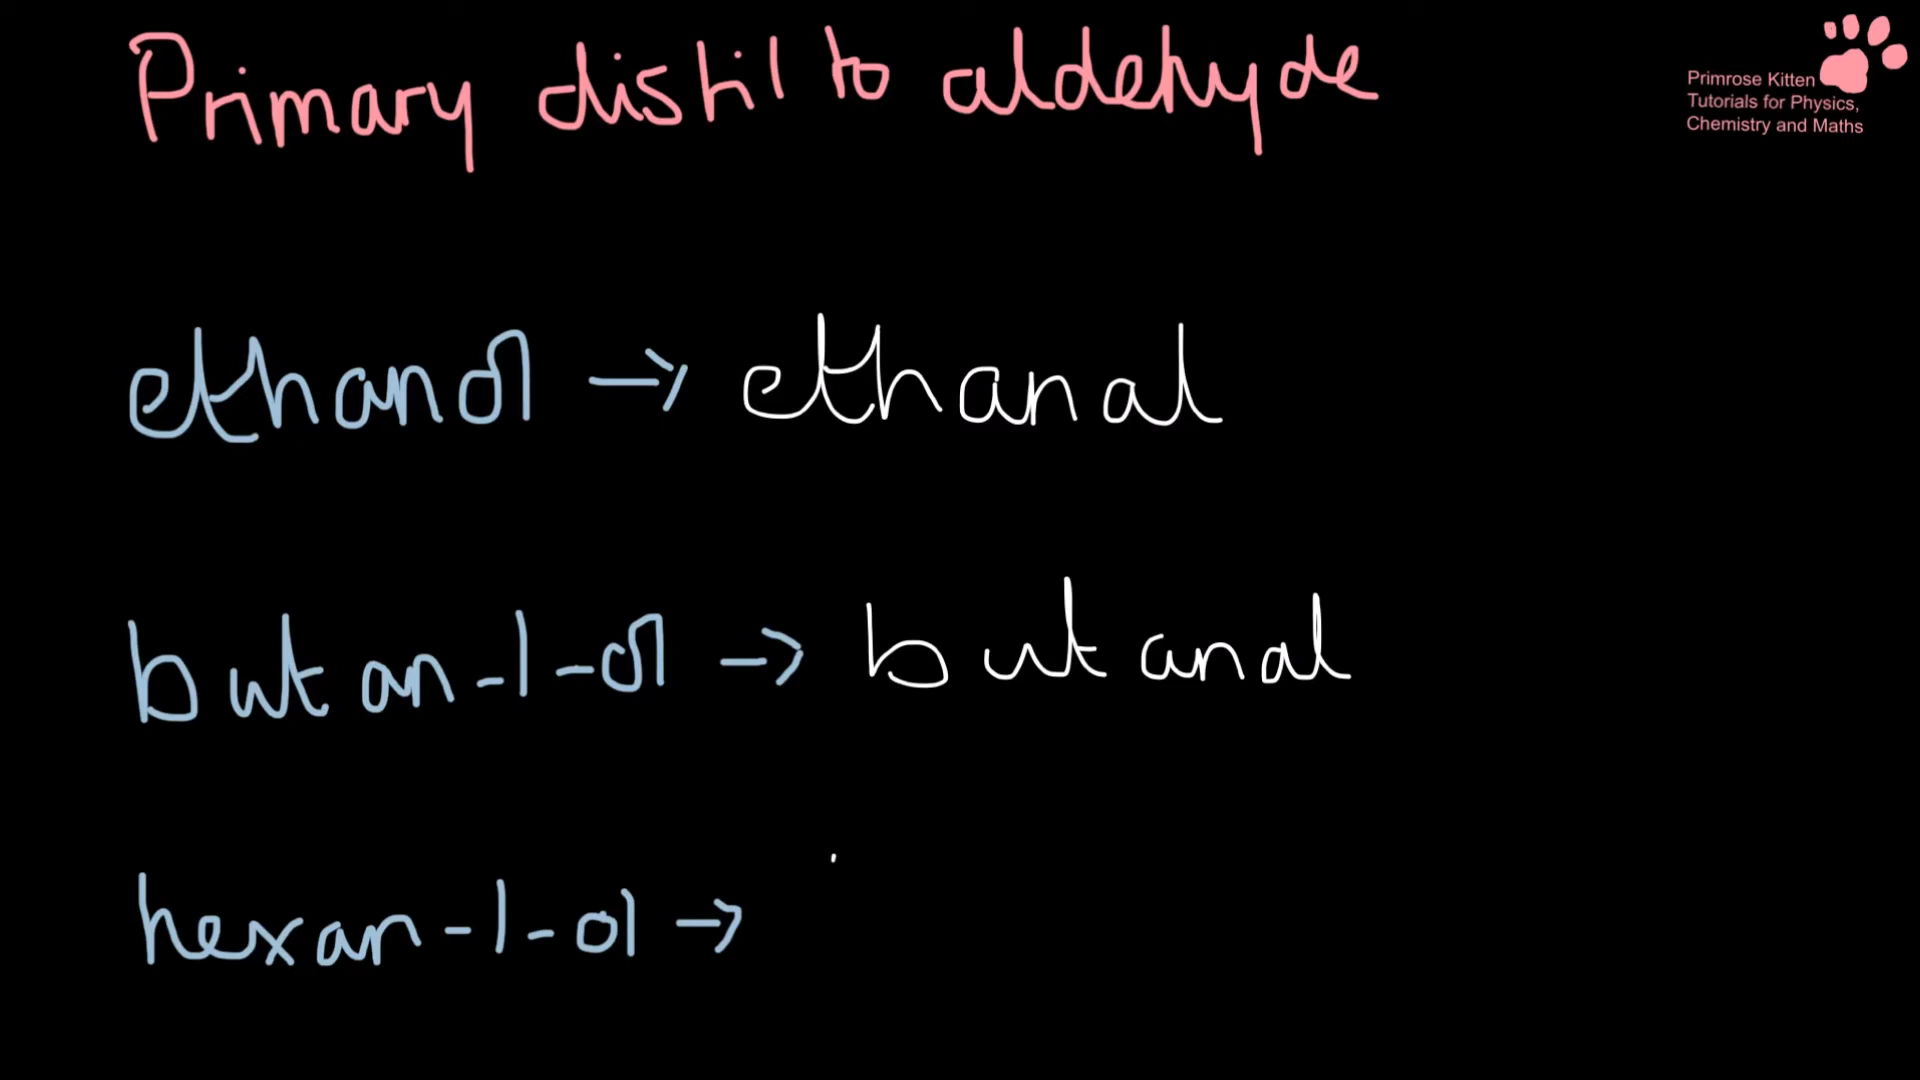 Primary distil to aldehyde
Primrose Kitten
Tutorials for Physics,
Chemistry and Maths
ethanol → ethanal
butan-1-ol → butanal
hexan-1-ol →